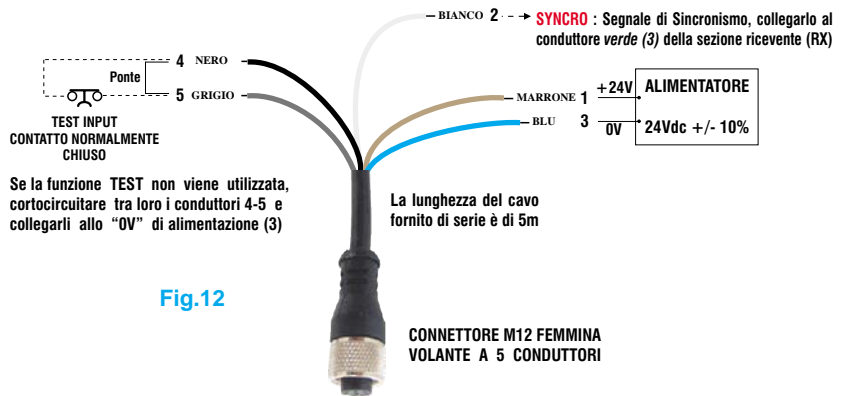 BIANCO 2 SYNCRO : Segnale di Sincronismo, collegarlo al
conduttore verde (3) della sezione ricevente (RX)
4 NERO
Ponte
5 GRIGIO
TEST INPUT
CONTATTO NORMALMENTE
CHIUSO
MARRONE 1 +24V ALIMENTATORE
BLU 3 0V 24Vdc +/- 10%
Se la funzione TEST non viene utilizzata,
cortocircuitare tra loro i conduttori 4-5 e
collegarli allo “0V” di alimentazione (3)
La lunghezza del cavo
fornito di serie è di 5m
Fig.12
CONNETTORE M12 FEMMINA
VOLANTE A 5 CONDUTTORI